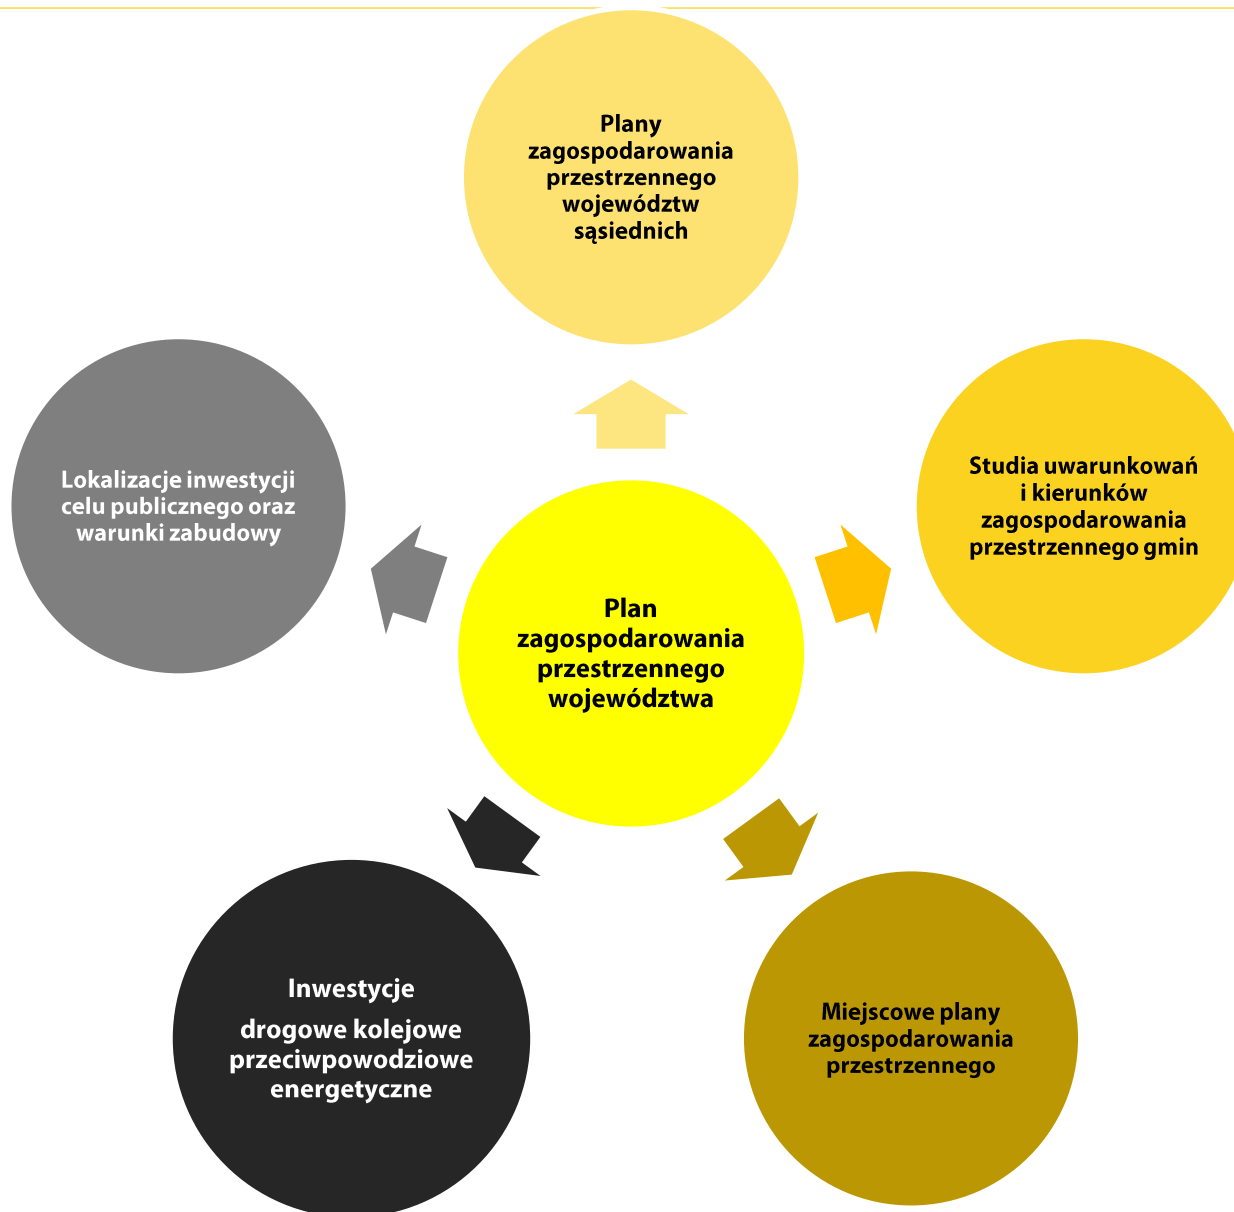 Plany
zagospodarowania
przestrzennego
województw
sąsiednich
Lokalizacje inwestycji
celu publicznego oraz
warunki zabudowy
Studia uwarunkowań
i kierunków
zagospodarowania
przestrzennego gmin
Plan
zagospodarowania
przestrzennego
województwa
Inwestycje
drogowe kolejowe
przeciwpowodziowe
energetyczne
Miejscowe plany
zagospodarowania
przestrzennego